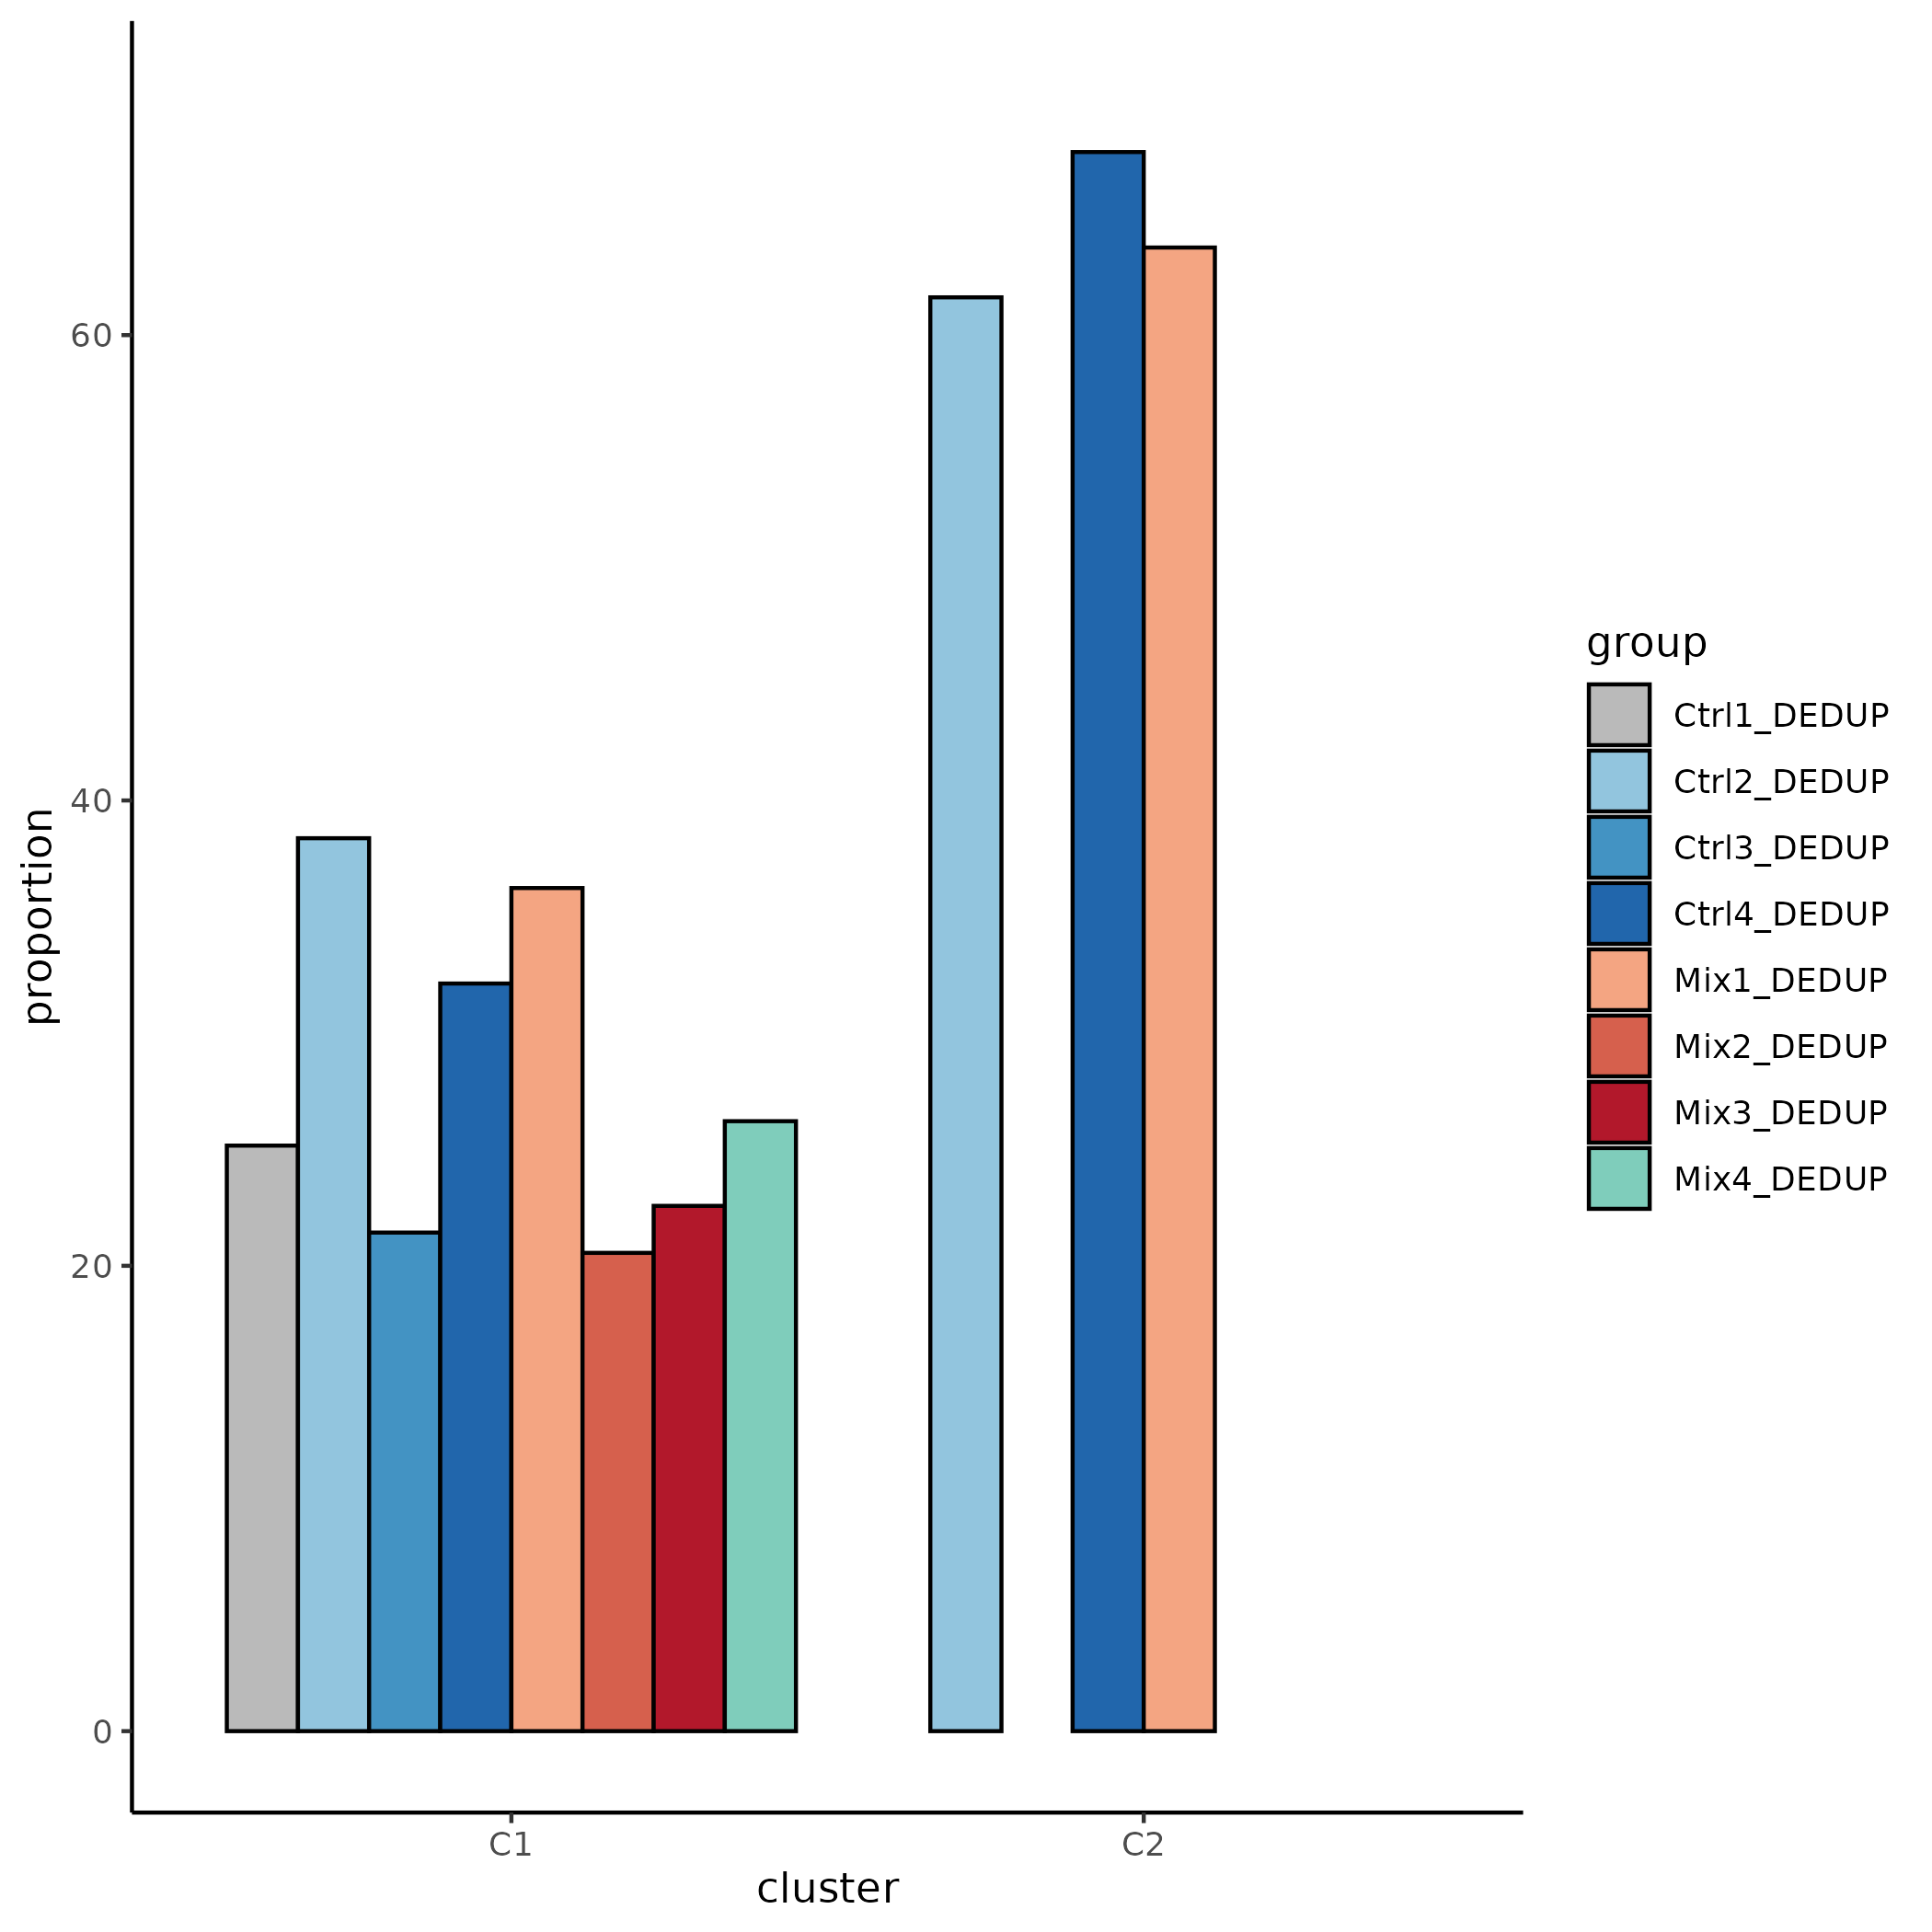 proportion
60
40
20
0
C1
C2
cluster
group
Ctrl1_DEDUP
Ctrl2_DEDUP
Ctrl3_DEDUP
Ctrl4_DEDUP
Mix1_DEDUP
Mix2_DEDUP
Mix3_DEDUP
Mix4_DEDUP